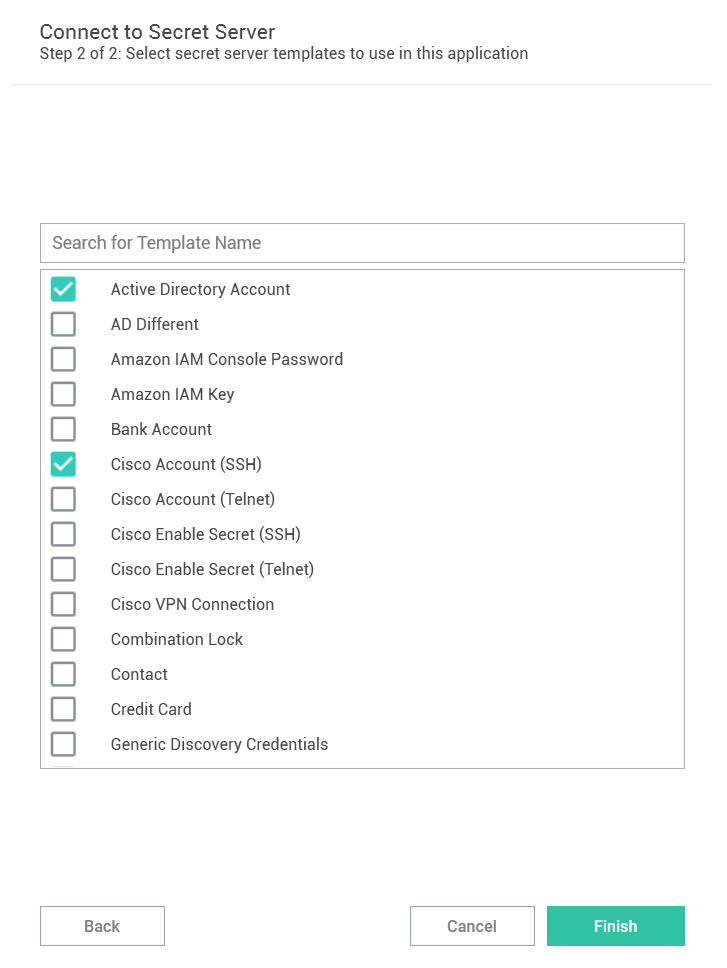 Connect to Secret Server
Step 2 of 2: Select secret server templates to use in this application
Search for Template Name
Active Directory Account
AD Different
Amazon IAM Console Password
Amazon IAM Key
Bank Account
Cisco Account (SSH)
Cisco Account (Telnet)
Cisco Enable Secret (SSH)
Cisco Enable Secret (Telnet)
Cisco VPN Connection
Combination Lock
Contact
Credit Card
Generic Discovery Credentials
Back
Cancel
Finish